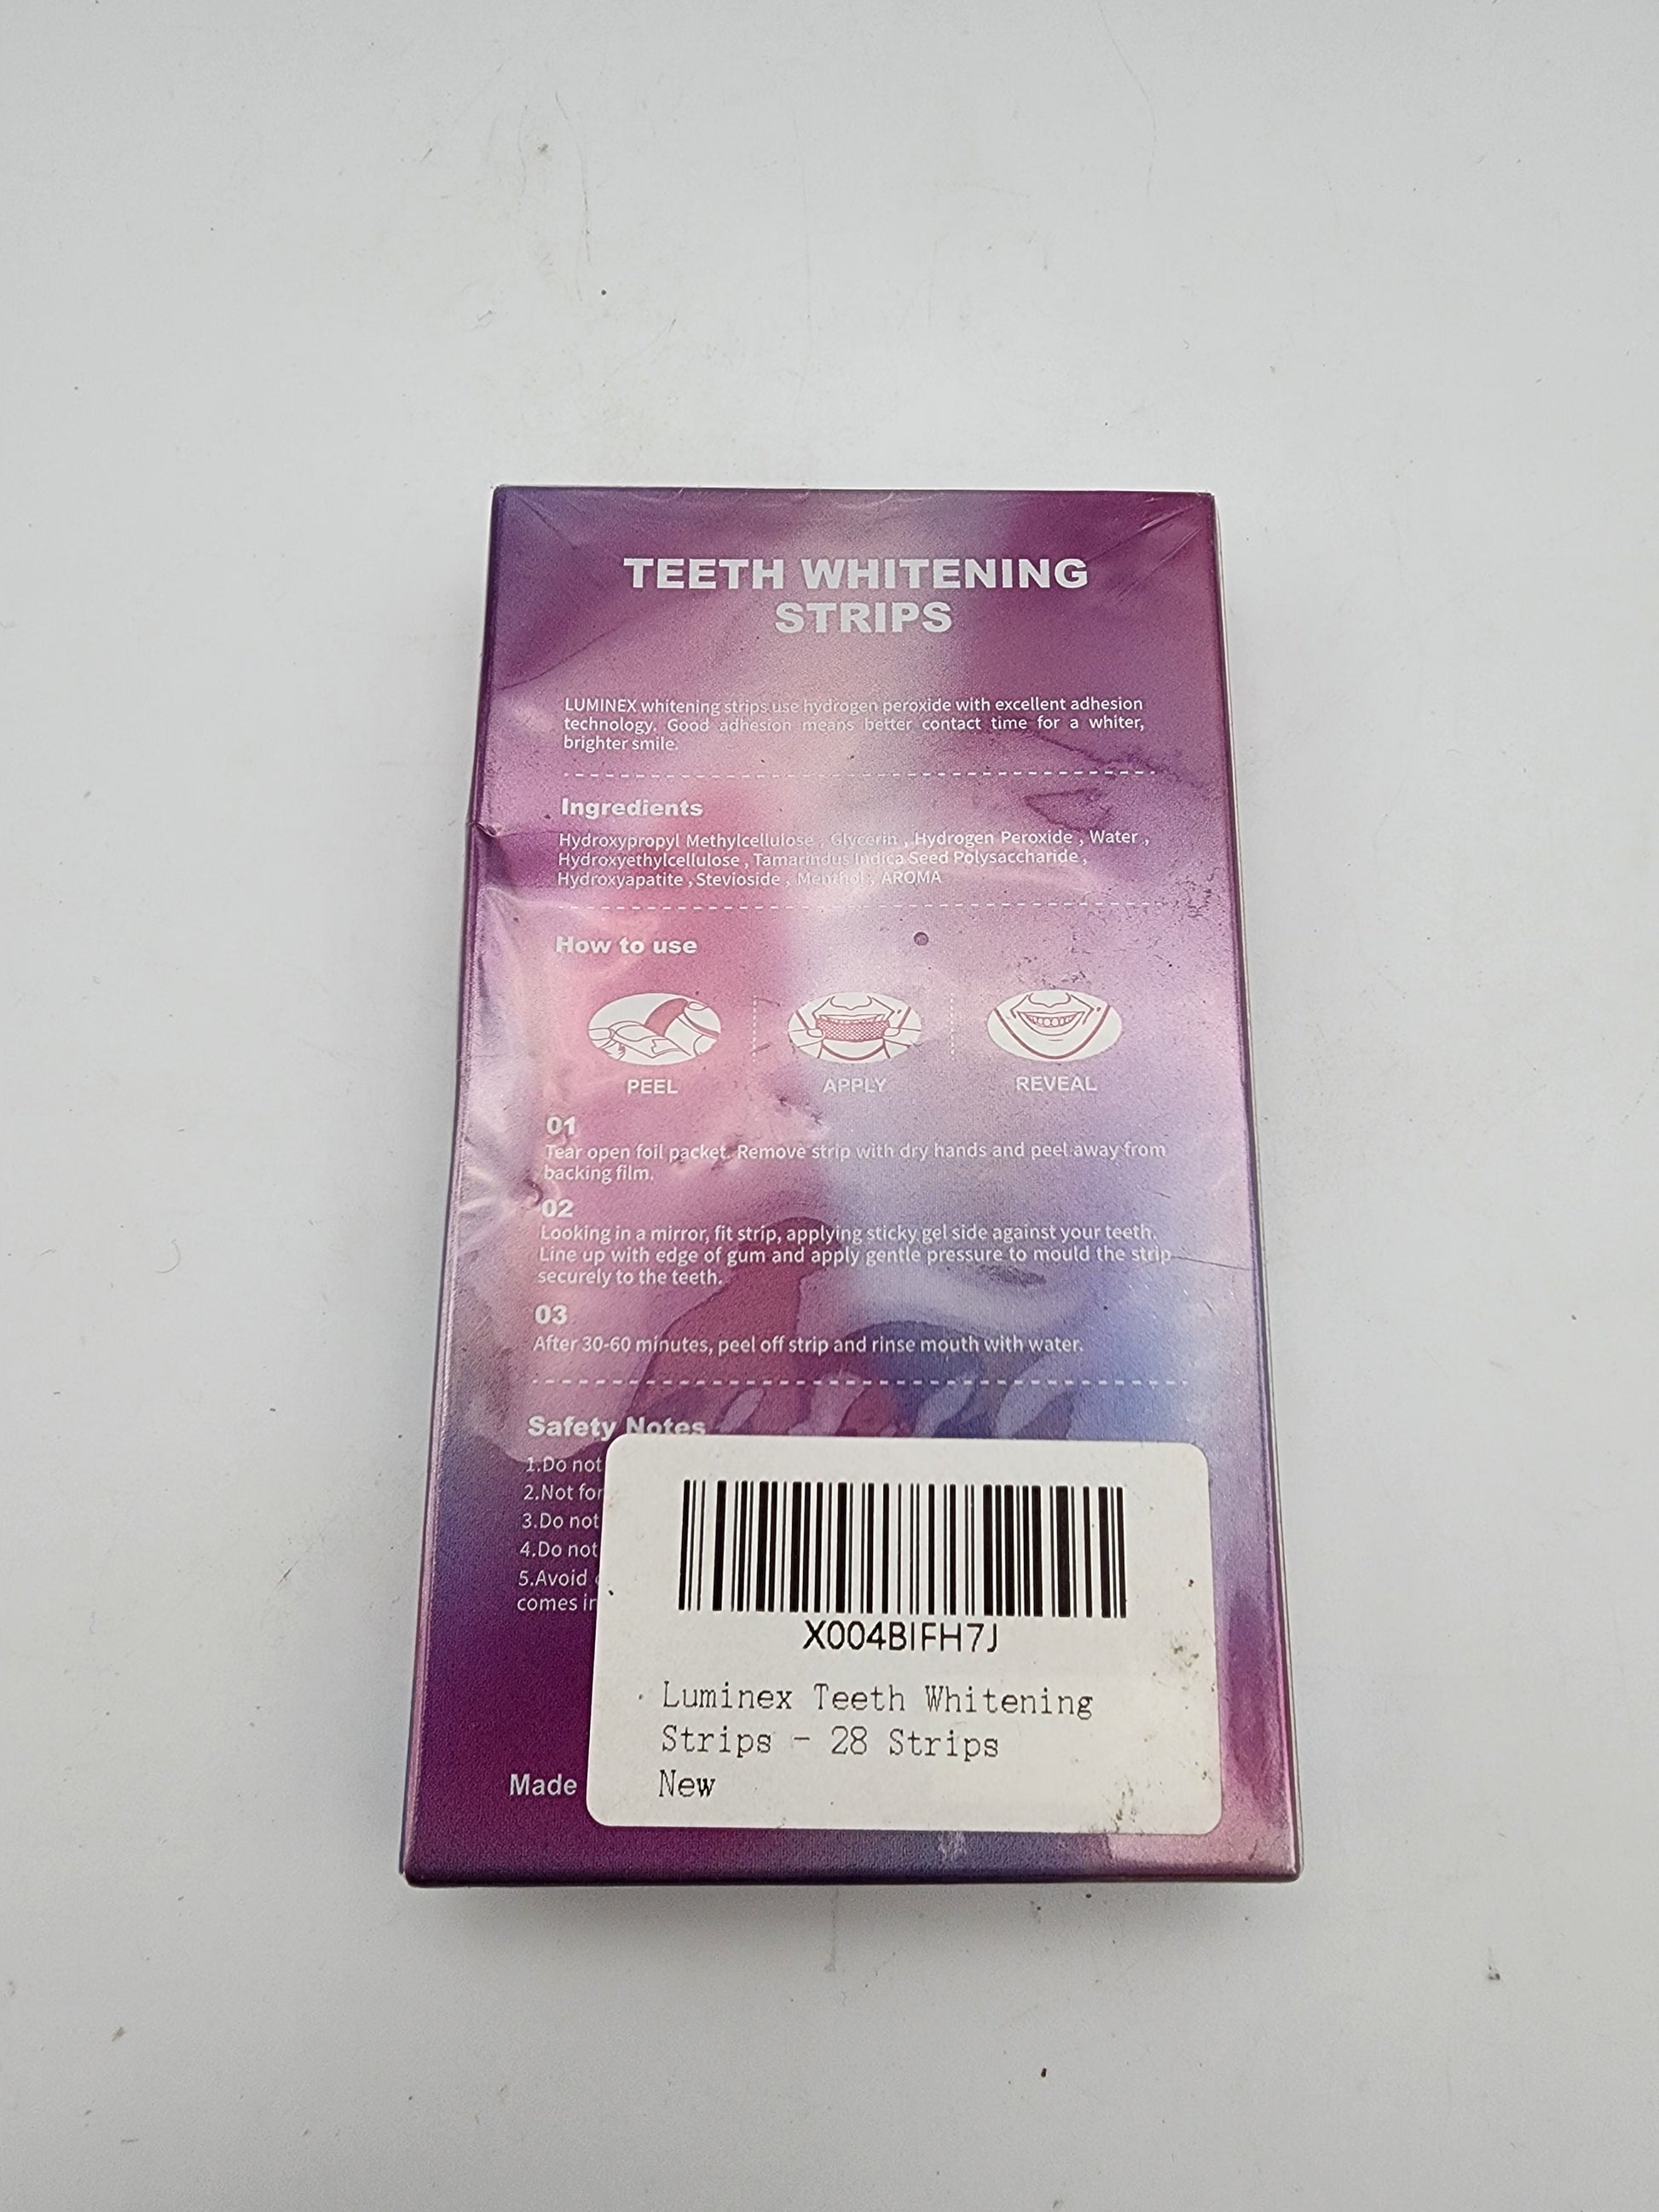 TEETH WHITENING
STRIPS
LUMINEX whitening strips use hydrogen peroxide with excellent adhesion
technology. Good adhesion means better contact time for a whiter,
brighter smile.
Ingredients
Hydroxypropyl Methylcellulose , Glycerin , Hydrogen Peroxide , Water ,
Hydroxyethylcellulose , Tamarindus Indica Seed Polysaccharide ,
Hydroxyapatite , Stevioside , Menthol , AROMA
How to use
PEEL APPLY REVEAL
01
Tear open foil packet. Remove strip with dry hands and peel away from
backing film.
02
Looking in a mirror, fit strip, applying sticky gel side against your teeth.
Line up with edge of gum and apply gentle pressure to mould the strip
securely to the teeth.
03
After 30-60 minutes, peel off strip and rinse mouth with water.
Safety Notes
1.Do not
2.Not for
3.Do not
4.Do not
5.Avoid
comes in
Made
X004BIFH7J
Luminex Teeth Whitening
Strips - 28 Strips
New